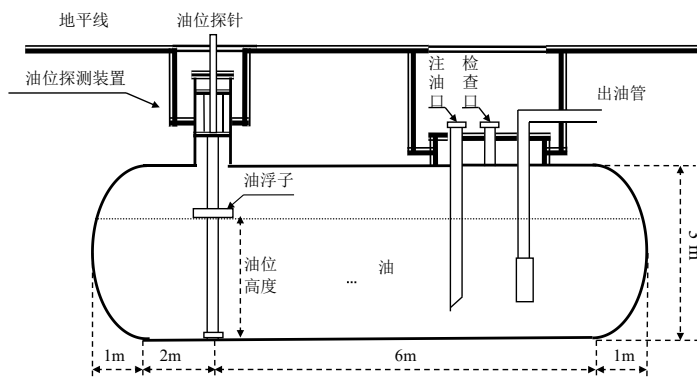 地平线
油位探针
油位探测装置
注油口
检查口
出油管
油浮子
油位
高度
油
...
3 m
1m
2m
6m
1m